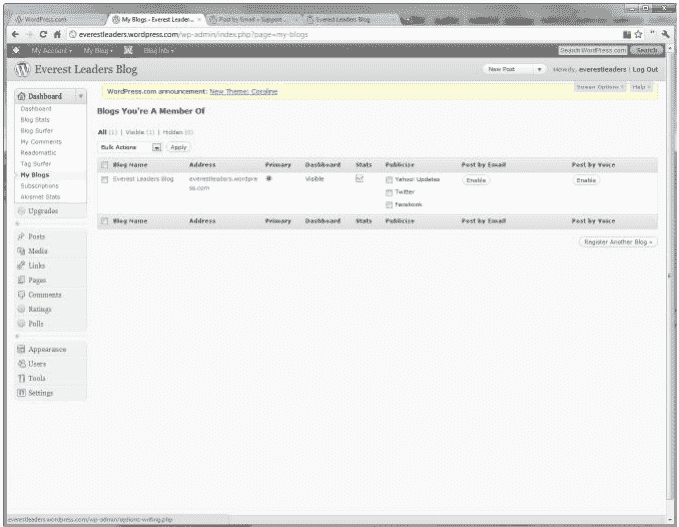 WordPress.com
My Blogs - Everest Leader...
Post by Email « Support
Everest Leaders Blog
everestleaders.wordpress.com/wp-admin/index.php?page=my-blogs
My Account
My Blog
Blog Info
Search WordPress.com
Search
Everest Leaders Blog
New Post
Howdy, everestleaders | Log Out
WordPress.com announcement: New Theme: Coraline
Screen Options
Help
Dashboard
Dashboard
Blog Stats
Blog Surfer
My Comments
Readomattic
Tag Surfer
My Blogs
Subscriptions
Akismet Stats
Upgrades
Posts
Media
Links
Pages
Comments
Ratings
Polls
Appearance
Users
Tools
Settings
Blogs You're A Member Of
All (1) | Visible (1) | Hidden (0)
Bulk Actions
Apply
Blog Name Address Primary Dashboard Stats Publicize Post by Email Post by Voice
Everest Leaders Blog everestleaders.wordpre Visible Yahoo! Updates Enable Enable
ss.com Twitter
Facebook
Blog Name Address Primary Dashboard Stats Publicize Post by Email Post by Voice
Register Another Blog »
everestleaders.wordpress.com/wp-admin/options-writing.php